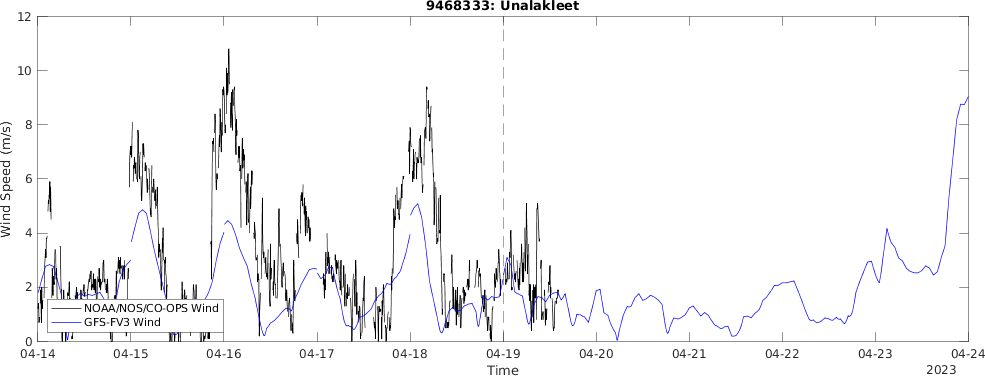 9468333: Unalakleet
Wind Speed (m/s)
12
10
8
6
4
2
0
NOAA/NOS/CO-OPS Wind
GFS-FV3 Wind
04-14 04-15 04-16 04-17 04-18 04-19 04-20 04-21 04-22 04-23 04-24
Time
2023